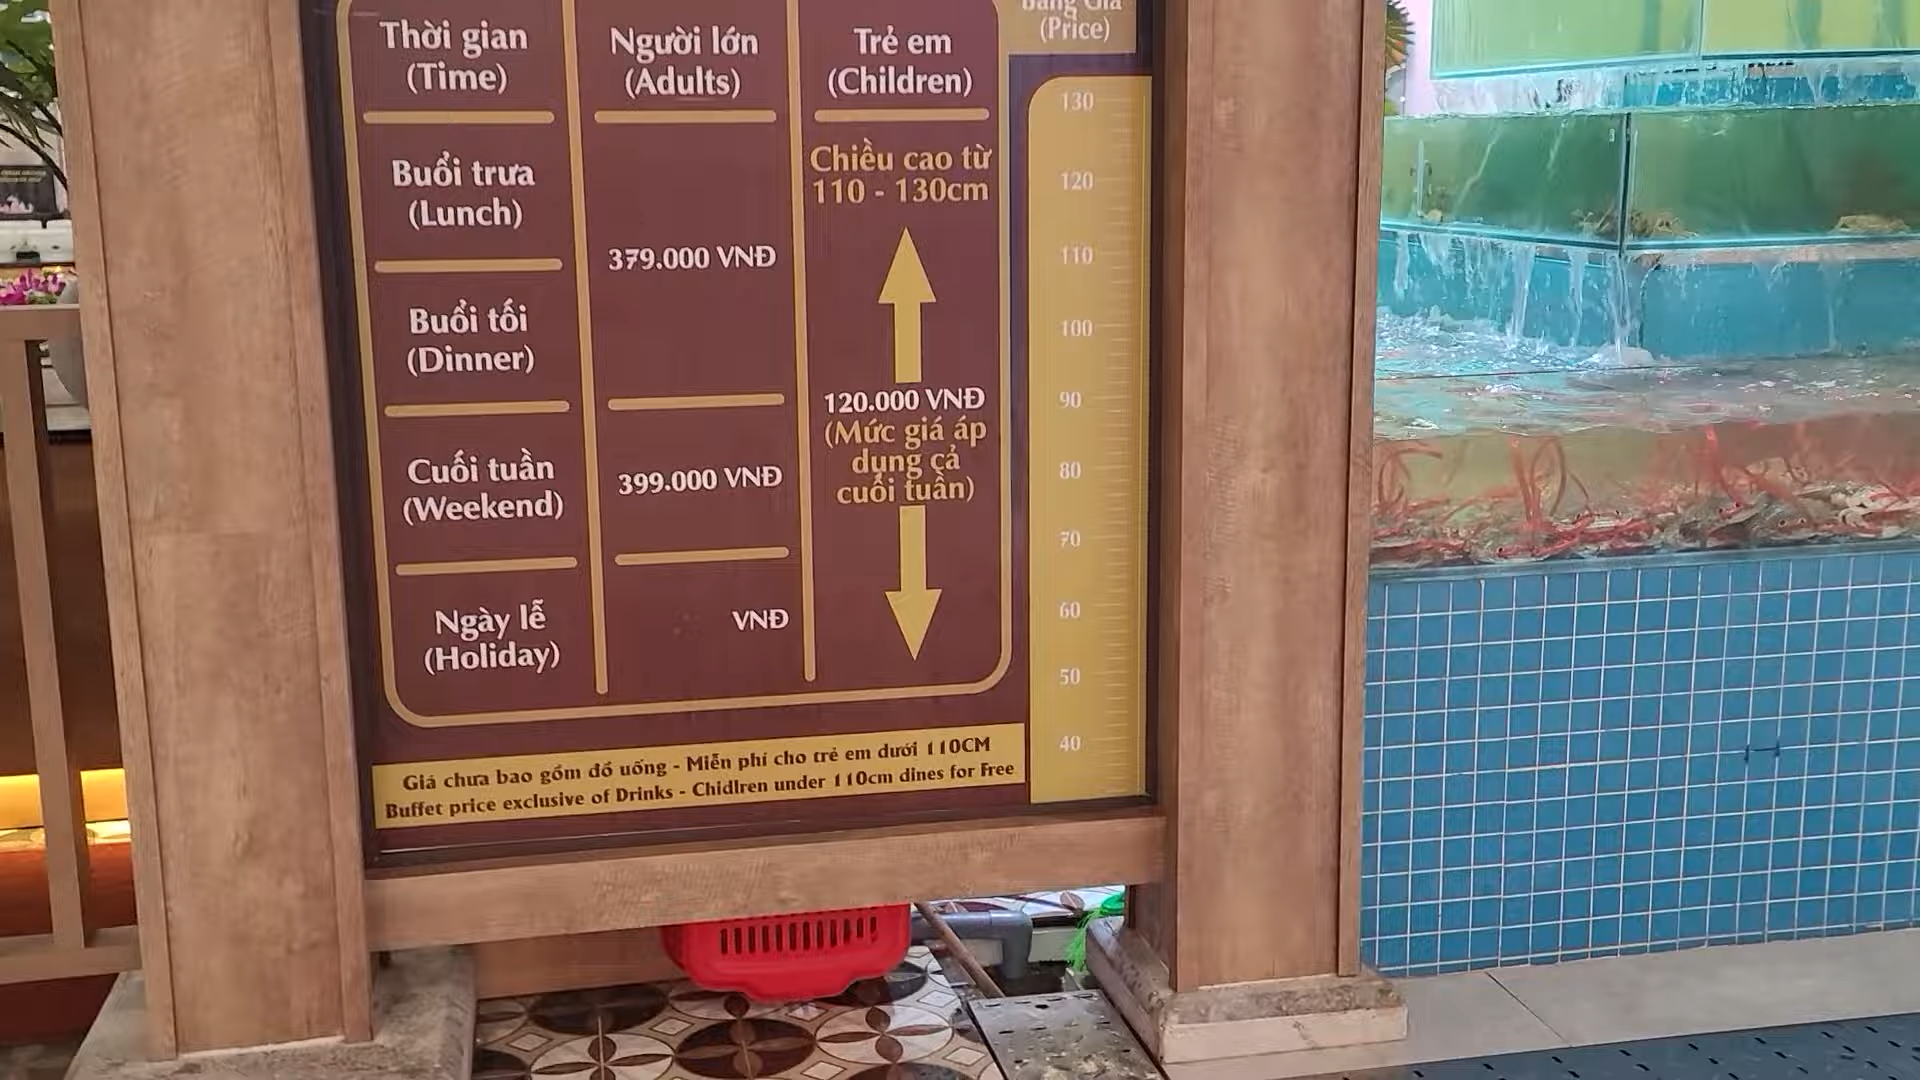 Thời gian
(Time)
Người lớn
(Adults)
Trẻ em
(Children)
Bảng Giá
(Price)
Buổi trưa
(Lunch)
Buổi tối
(Dinner)
379.000 VNĐ
Cuối tuần
(Weekend)
399.000 VNĐ
Ngày lễ
(Holiday)
VNĐ
Chiều cao từ
110 - 130cm
120.000 VNĐ
(Mức giá áp
dụng cả
cuối tuần)
130
120
110
100
90
80
70
60
50
40
Giá chưa bao gồm đồ uống - Miễn phí cho trẻ em dưới 110CM
Buffet price exclusive of Drinks - Chidlren under 110cm dines for Free